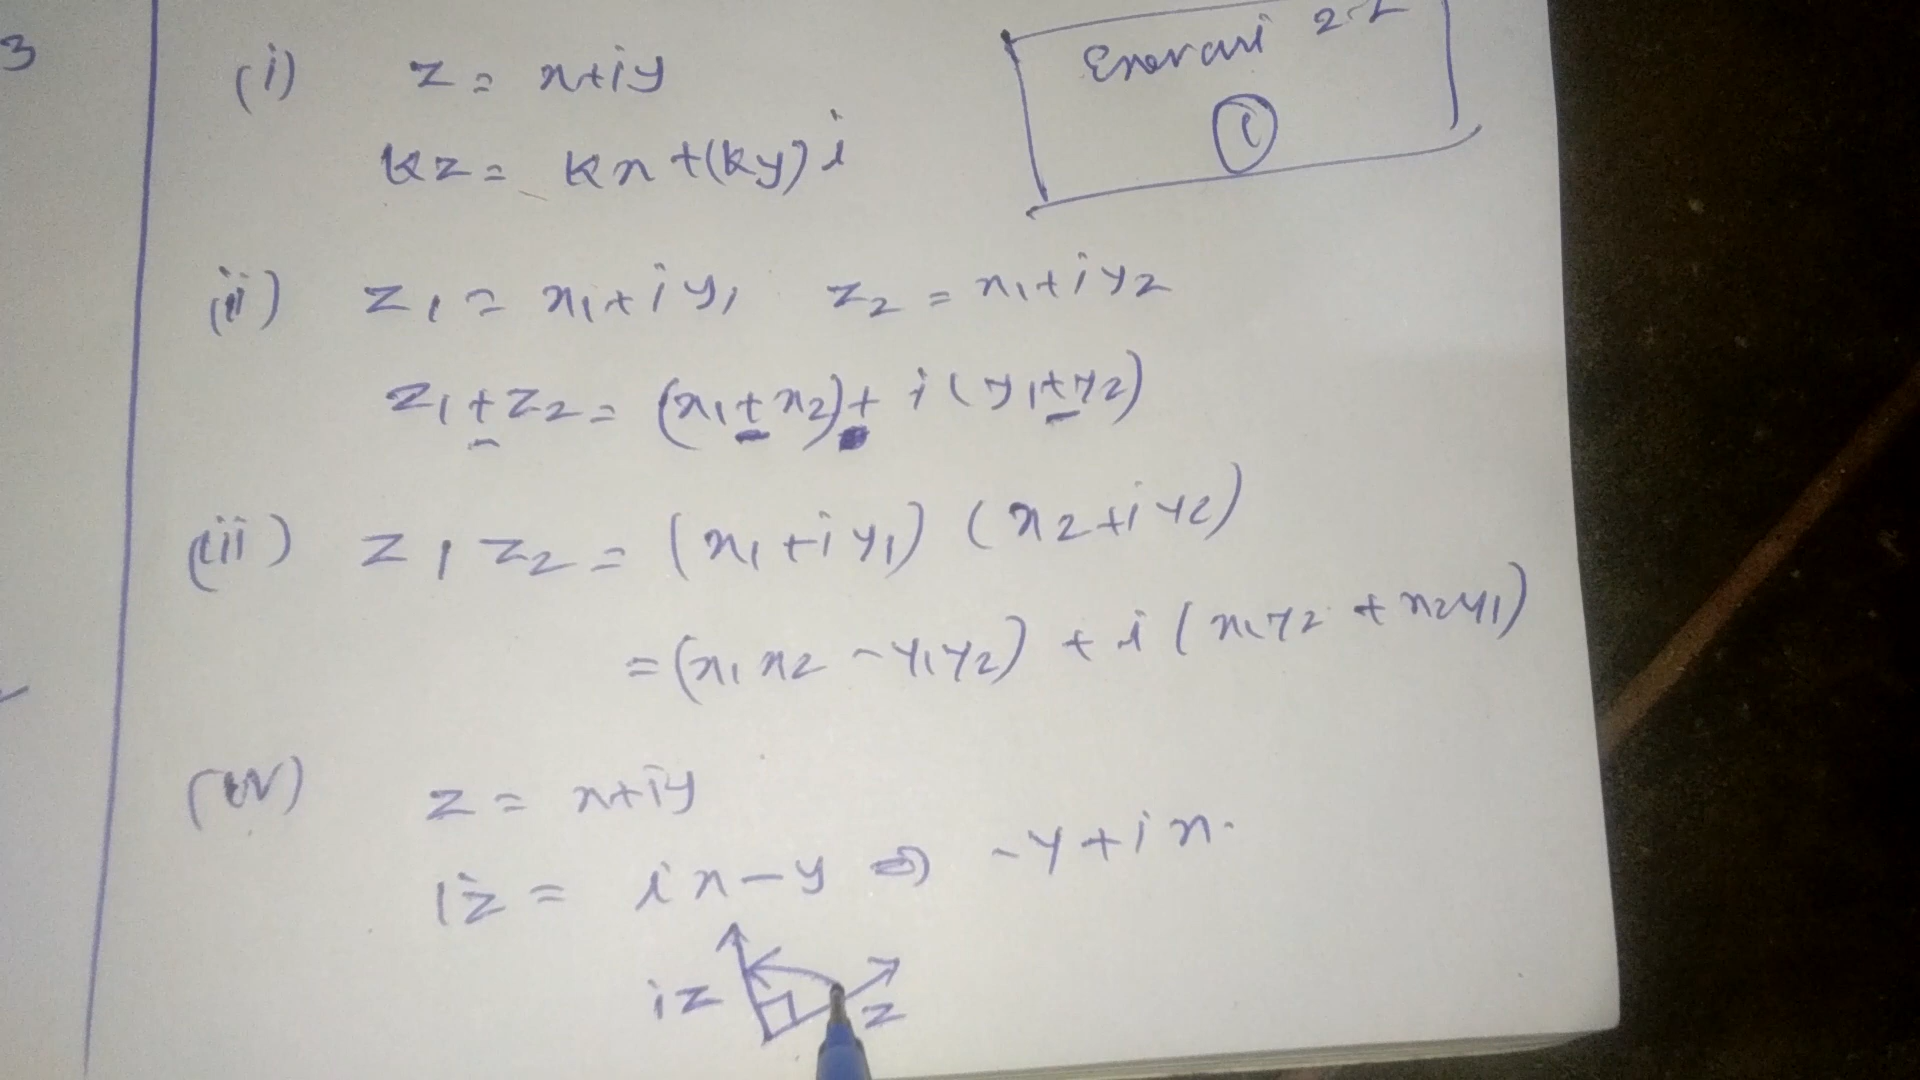 3
Exercise 2.2
(1)
(i) z = x+iy
kz = kx+(ky)i
(ii) z1 = x1+iy1 z2 = x1+iy2
z1+z2 = (x1+x2)+i(y1+y2)
(iii) z1z2 = (x1+iy1)(x2+iy2)
=(x1x2-y1y2)+i(x1y2+x2y1)
(iv) z = x+iy
iz = ix-y ⇒ -y+ix.
iz z